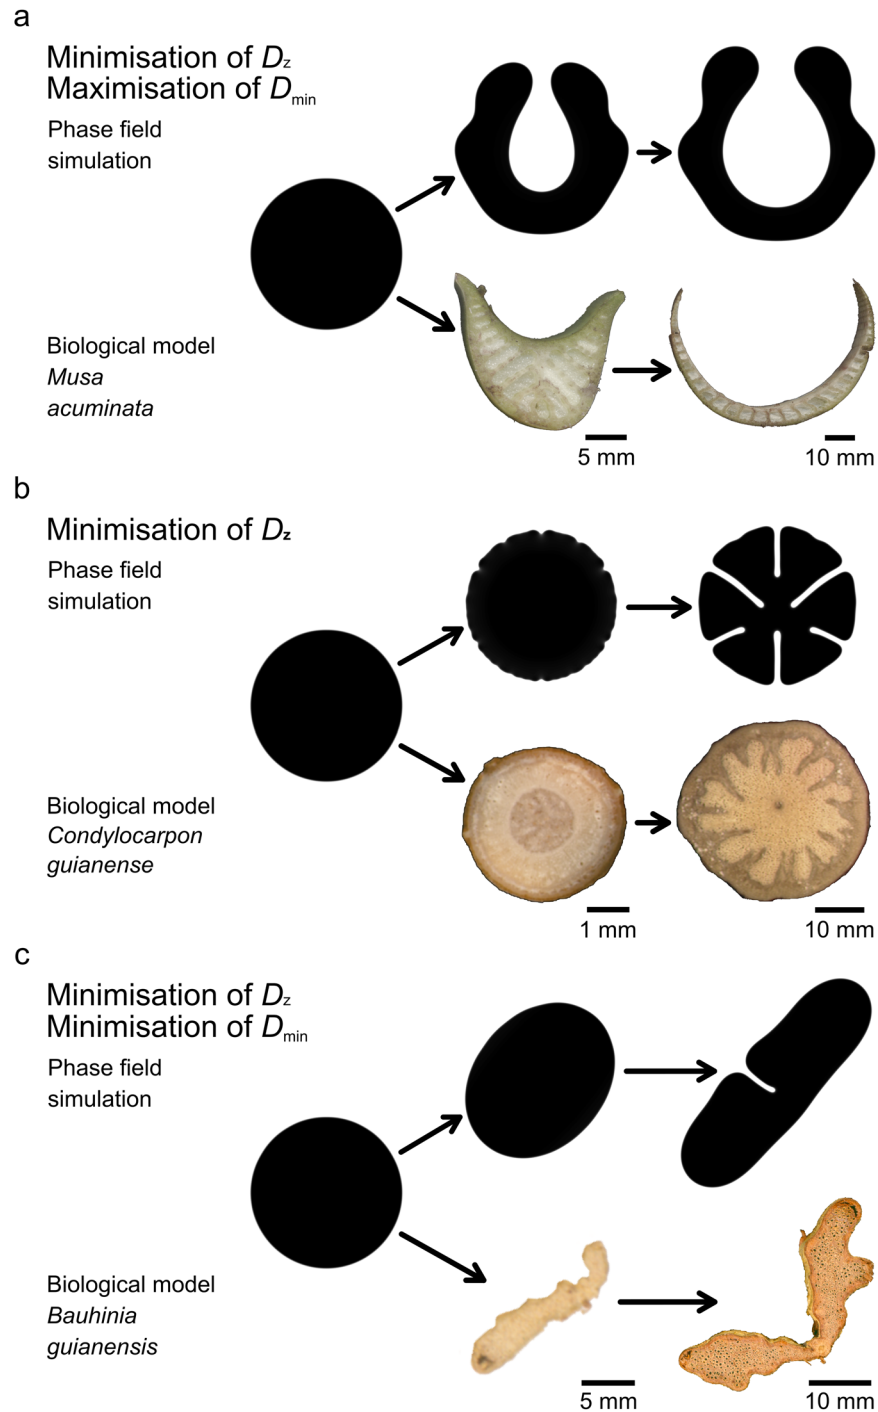 a
Minimisation of Dz
Maximisation of Dmin
Phase field
simulation
Biological model
Musa
acuminata
5 mm
10 mm
b
Minimisation of Dz
Phase field
simulation
Biological model
Condylocarpon
guianense
1 mm
10 mm
c
Minimisation of Dz
Minimisation of Dmin
Phase field
simulation
Biological model
Bauhinia
guianensis
5 mm
10 mm